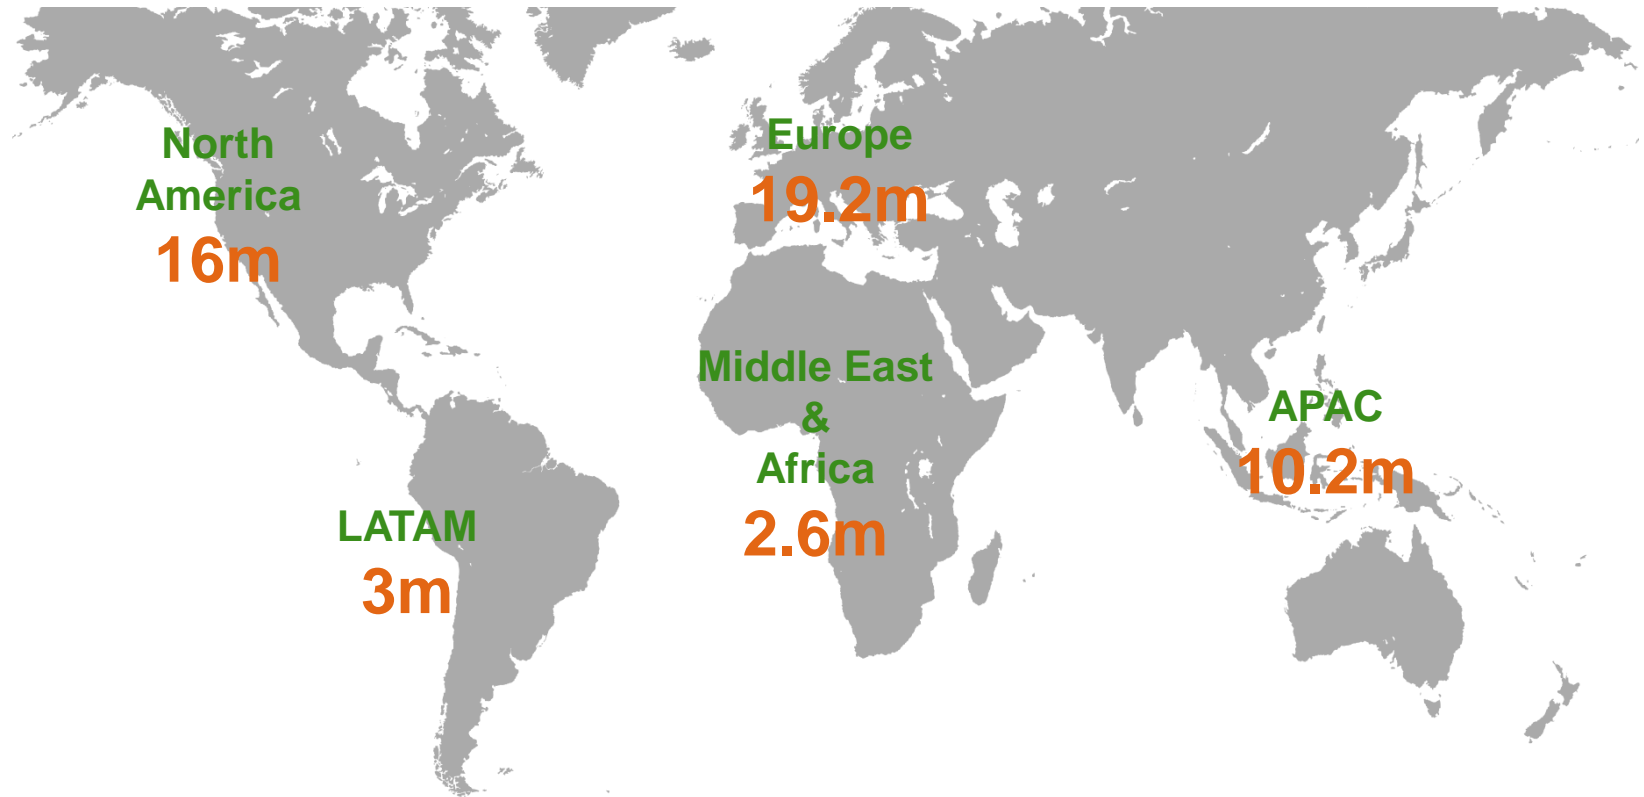 North
America
16m
Europe
19.2m
Middle East
&
Africa
2.6m
APAC
10.2m
LATAM
3m